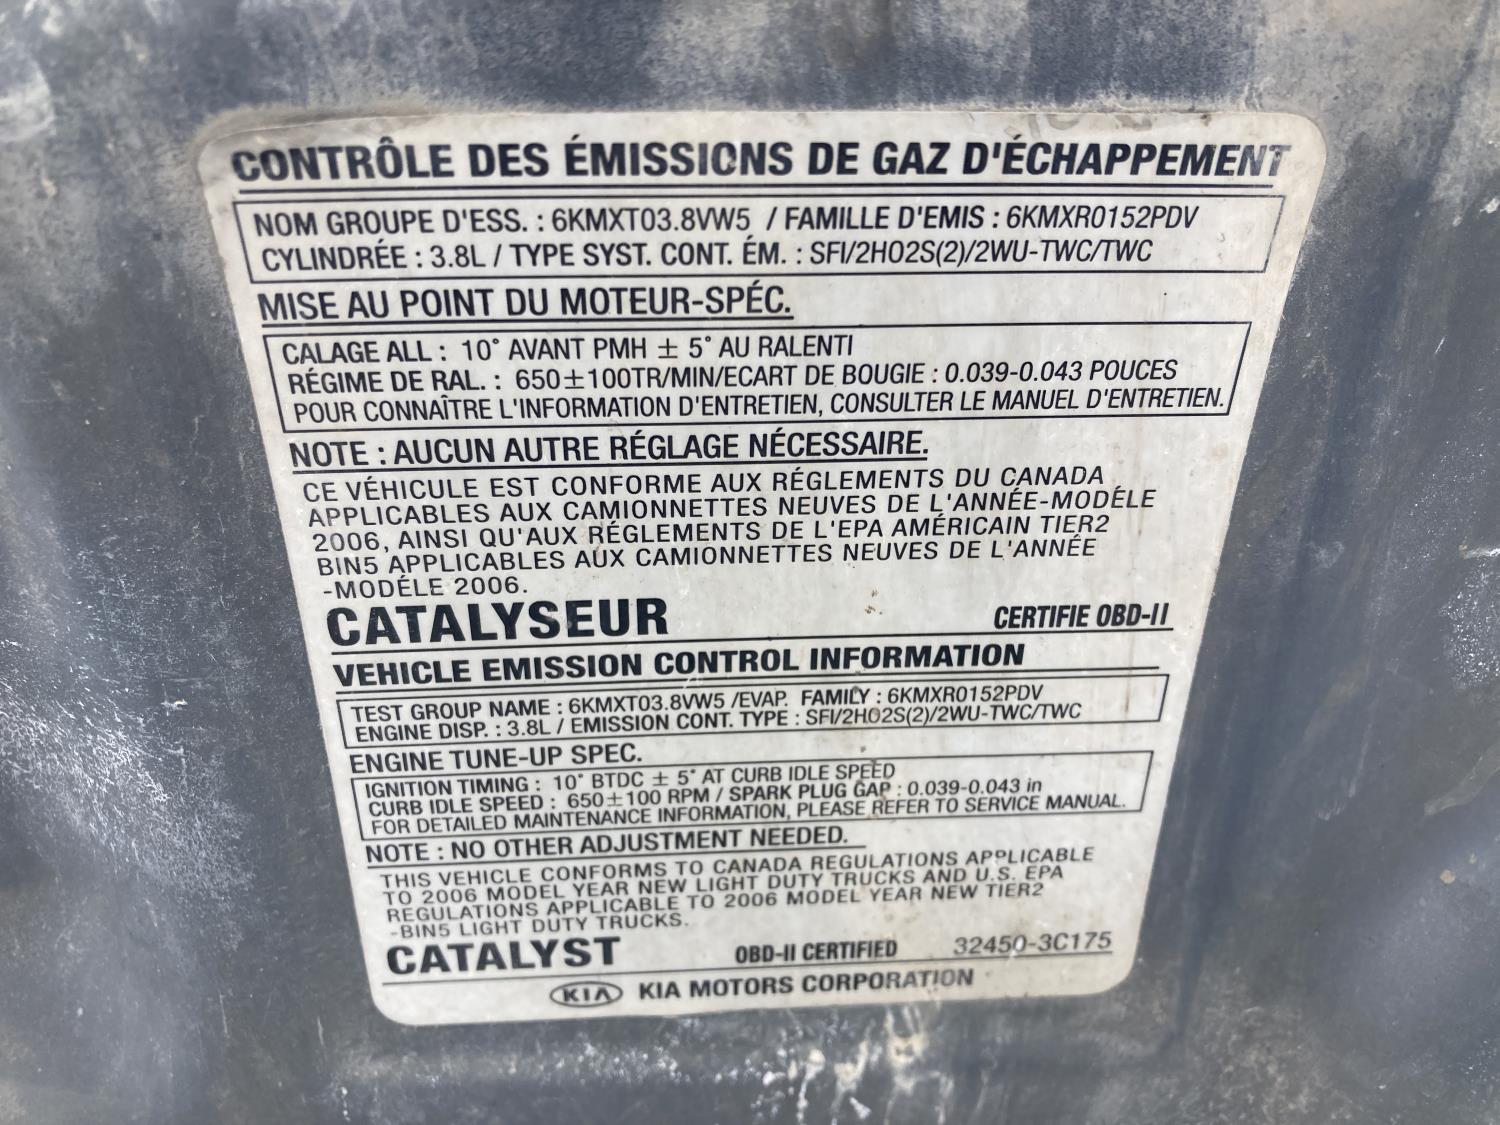 CONTRÔLE DES ÉMISSIONS DE GAZ D'ÉCHAPPEMENT
NOM GROUPE D'ESS. : 6KMXT03.8VW5 / FAMILLE D'EMIS : 6KMXR0152PDV
CYLINDRÉE : 3.8L / TYPE SYST. CONT. ÉM. : SFI/2HO2S(2)/2WU-TWC/TWC
MISE AU POINT DU MOTEUR-SPÉC.
CALAGE ALL : 10° AVANT PMH ± 5° AU RALENTI
RÉGIME DE RAL. : 650±100TR/MIN/ECART DE BOUGIE : 0.039-0.043 POUCES
POUR CONNAÎTRE L'INFORMATION D'ENTRETIEN, CONSULTER LE MANUEL D'ENTRETIEN.
NOTE : AUCUN AUTRE RÉGLAGE NÉCESSAIRE.
CE VÉHICULE EST CONFORME AUX RÉGLEMENTS DU CANADA
APPLICABLES AUX CAMIONNETTES NEUVES DE L'ANNÉE-MODÉLE
2006, AINSI QU'AUX RÉGLEMENTS DE L'EPA AMÉRICAIN TIER2
BIN5 APPLICABLES AUX CAMIONNETTES NEUVES DE L'ANNÉE
-MODÉLE 2006.
CATALYSEUR CERTIFIE OBD-II
VEHICLE EMISSION CONTROL INFORMATION
TEST GROUP NAME : 6KMXT03.8VW5 /EVAP. FAMILY : 6KMXR0152PDV
ENGINE DISP. : 3.8L / EMISSION CONT. TYPE : SFI/2HO2S(2)/2WU-TWC/TWC
ENGINE TUNE-UP SPEC.
IGNITION TIMING : 10° BTDC ± 5° AT CURB IDLE SPEED
CURB IDLE SPEED : 650±100 RPM / SPARK PLUG GAP : 0.039-0.043 in
FOR DETAILED MAINTENANCE INFORMATION, PLEASE REFER TO SERVICE MANUAL.
NOTE : NO OTHER ADJUSTMENT NEEDED.
THIS VEHICLE CONFORMS TO CANADA REGULATIONS APPLICABLE
TO 2006 MODEL YEAR NEW LIGHT DUTY TRUCKS AND U.S. EPA
REGULATIONS APPLICABLE TO 2006 MODEL YEAR NEW TIER2
-BIN5 LIGHT DUTY TRUCKS.
CATALYST OBD-II CERTIFIED 32450-3C175
KIA KIA MOTORS CORPORATION